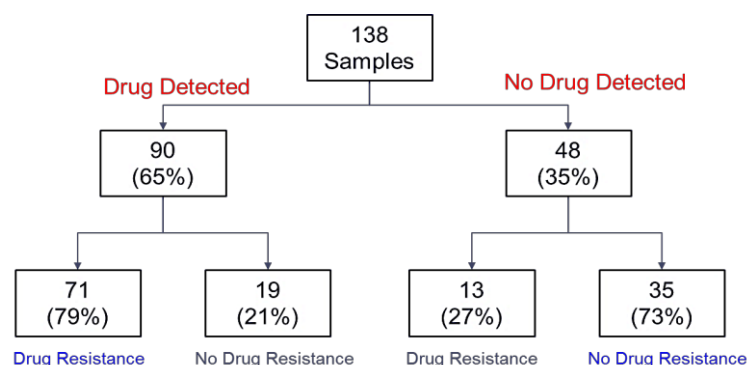 138
Samples
Drug Detected
No Drug Detected
90
(65%)
48
(35%)
71
(79%)
19
(21%)
13
(27%)
35
(73%)
Drug Resistance
No Drug Resistance
Drug Resistance
No Drug Resistance